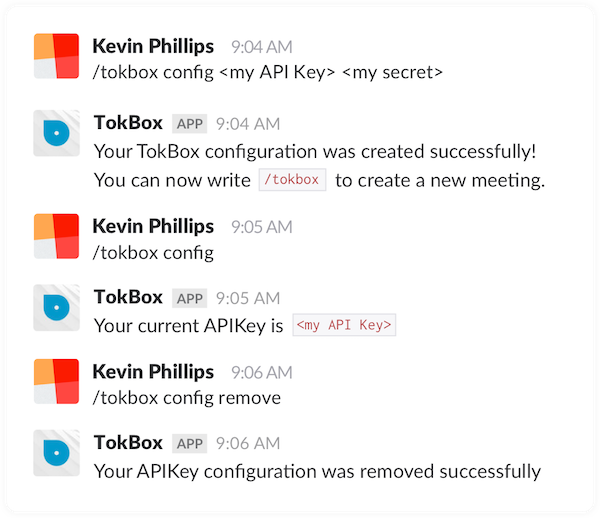 Kevin Phillips 9:04 AM
/tokbox config <my API Key> <my secret>
TokBox APP 9:04 AM
Your TokBox configuration was created successfully!
You can now write /tokbox to create a new meeting.
Kevin Phillips 9:05 AM
/tokbox config
TokBox APP 9:05 AM
Your current APIKey is <my API Key>
Kevin Phillips 9:06 AM
/tokbox config remove
TokBox APP 9:06 AM
Your APIKey configuration was removed successfully